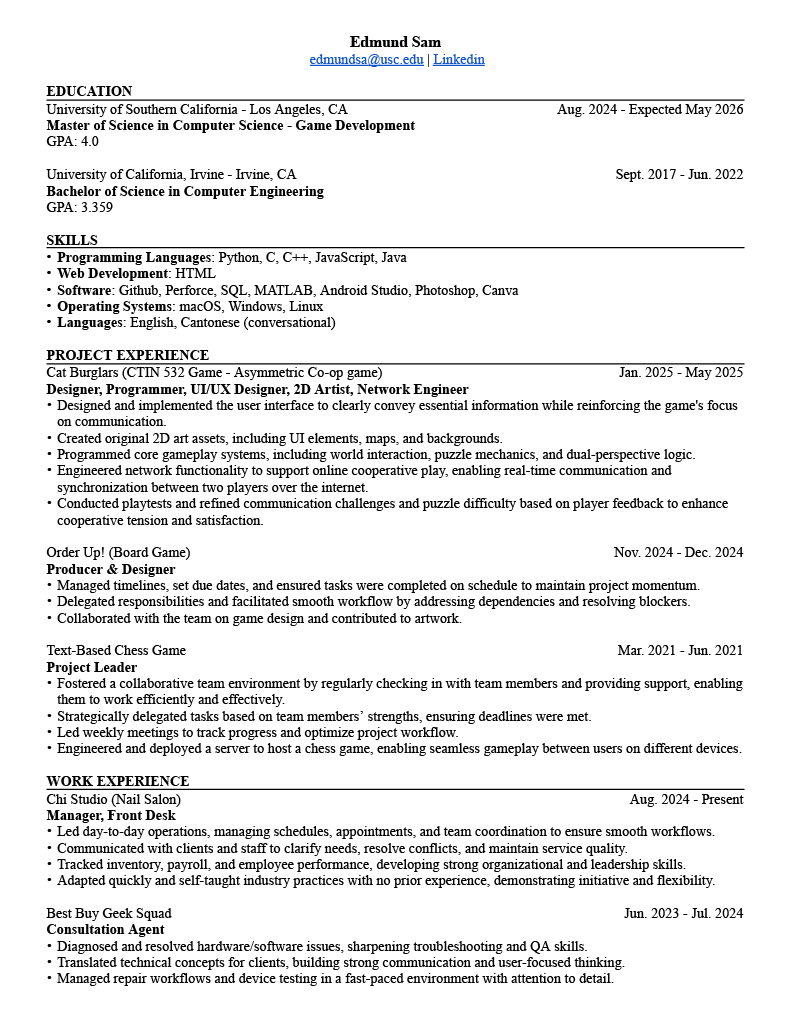 Edmund Sam
edmundsa@usc.edu | Linkedin
EDUCATION
University of Southern California - Los Angeles, CA Aug. 2024 - Expected May 2026
Master of Science in Computer Science - Game Development
GPA: 4.0
University of California, Irvine - Irvine, CA Sept. 2017 - Jun. 2022
Bachelor of Science in Computer Engineering
GPA: 3.359
SKILLS
• Programming Languages: Python, C, C++, JavaScript, Java
• Web Development: HTML
• Software: Github, Perforce, SQL, MATLAB, Android Studio, Photoshop, Canva
• Operating Systems: macOS, Windows, Linux
• Languages: English, Cantonese (conversational)
PROJECT EXPERIENCE
Cat Burglars (CTIN 532 Game - Asymmetric Co-op game) Jan. 2025 - May 2025
Designer, Programmer, UI/UX Designer, 2D Artist, Network Engineer
• Designed and implemented the user interface to clearly convey essential information while reinforcing the game's focus
on communication.
• Created original 2D art assets, including UI elements, maps, and backgrounds.
• Programmed core gameplay systems, including world interaction, puzzle mechanics, and dual-perspective logic.
• Engineered network functionality to support online cooperative play, enabling real-time communication and
synchronization between two players over the internet.
• Conducted playtests and refined communication challenges and puzzle difficulty based on player feedback to enhance
cooperative tension and satisfaction.
Order Up! (Board Game) Nov. 2024 - Dec. 2024
Producer & Designer
• Managed timelines, set due dates, and ensured tasks were completed on schedule to maintain project momentum.
• Delegated responsibilities and facilitated smooth workflow by addressing dependencies and resolving blockers.
• Collaborated with the team on game design and contributed to artwork.
Text-Based Chess Game Mar. 2021 - Jun. 2021
Project Leader
• Fostered a collaborative team environment by regularly checking in with team members and providing support, enabling
them to work efficiently and effectively.
• Strategically delegated tasks based on team members’ strengths, ensuring deadlines were met.
• Led weekly meetings to track progress and optimize project workflow.
• Engineered and deployed a server to host a chess game, enabling seamless gameplay between users on different devices.
WORK EXPERIENCE
Chi Studio (Nail Salon) Aug. 2024 - Present
Manager, Front Desk
• Led day-to-day operations, managing schedules, appointments, and team coordination to ensure smooth workflows.
• Communicated with clients and staff to clarify needs, resolve conflicts, and maintain service quality.
• Tracked inventory, payroll, and employee performance, developing strong organizational and leadership skills.
• Adapted quickly and self-taught industry practices with no prior experience, demonstrating initiative and flexibility.
Best Buy Geek Squad Jun. 2023 - Jul. 2024
Consultation Agent
• Diagnosed and resolved hardware/software issues, sharpening troubleshooting and QA skills.
• Translated technical concepts for clients, building strong communication and user-focused thinking.
• Managed repair workflows and device testing in a fast-paced environment with attention to detail.